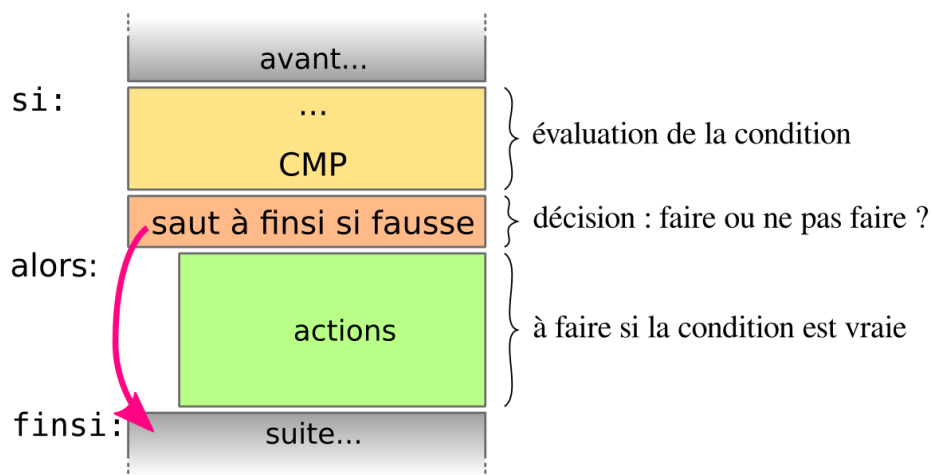 avant...
si:
...
CMP
évaluation de la condition
saut à finsi si fausse
décision : faire ou ne pas faire ?
alors:
actions
à faire si la condition est vraie
finsi:
suite...